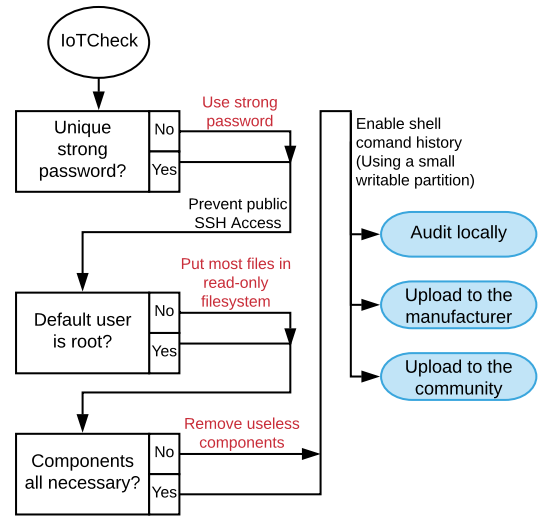 IoTCheck
Unique
strong
password?
No
Yes
Use strong
password
Prevent public
SSH Access
Default user
is root?
No
Yes
Put most files in
read-only
filesystem
Components
all necessary?
No
Yes
Remove useless
components
Enable shell
comand history
(Using a small
writable partition)
Audit locally
Upload to the
manufacturer
Upload to the
community